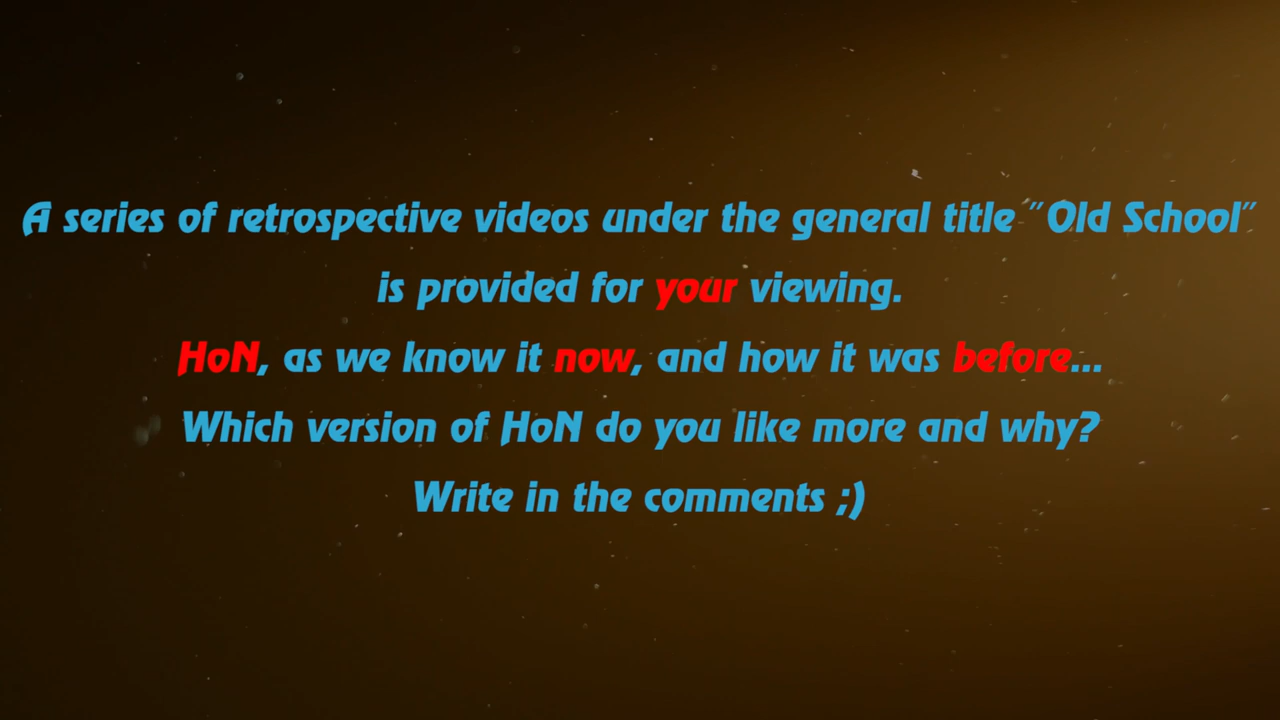 A series of retrospective videos under the general title "Old School"
is provided for your viewing.
HoN, as we know it now, and how it was before...
Which version of HoN do you like more and why?
Write in the comments ;)